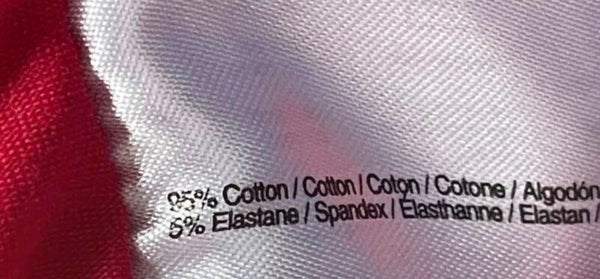 95% Cotton / Cotton / Coton / Cotone / Algodón
5% Elastane / Spandex / Elasthanne / Elastan /